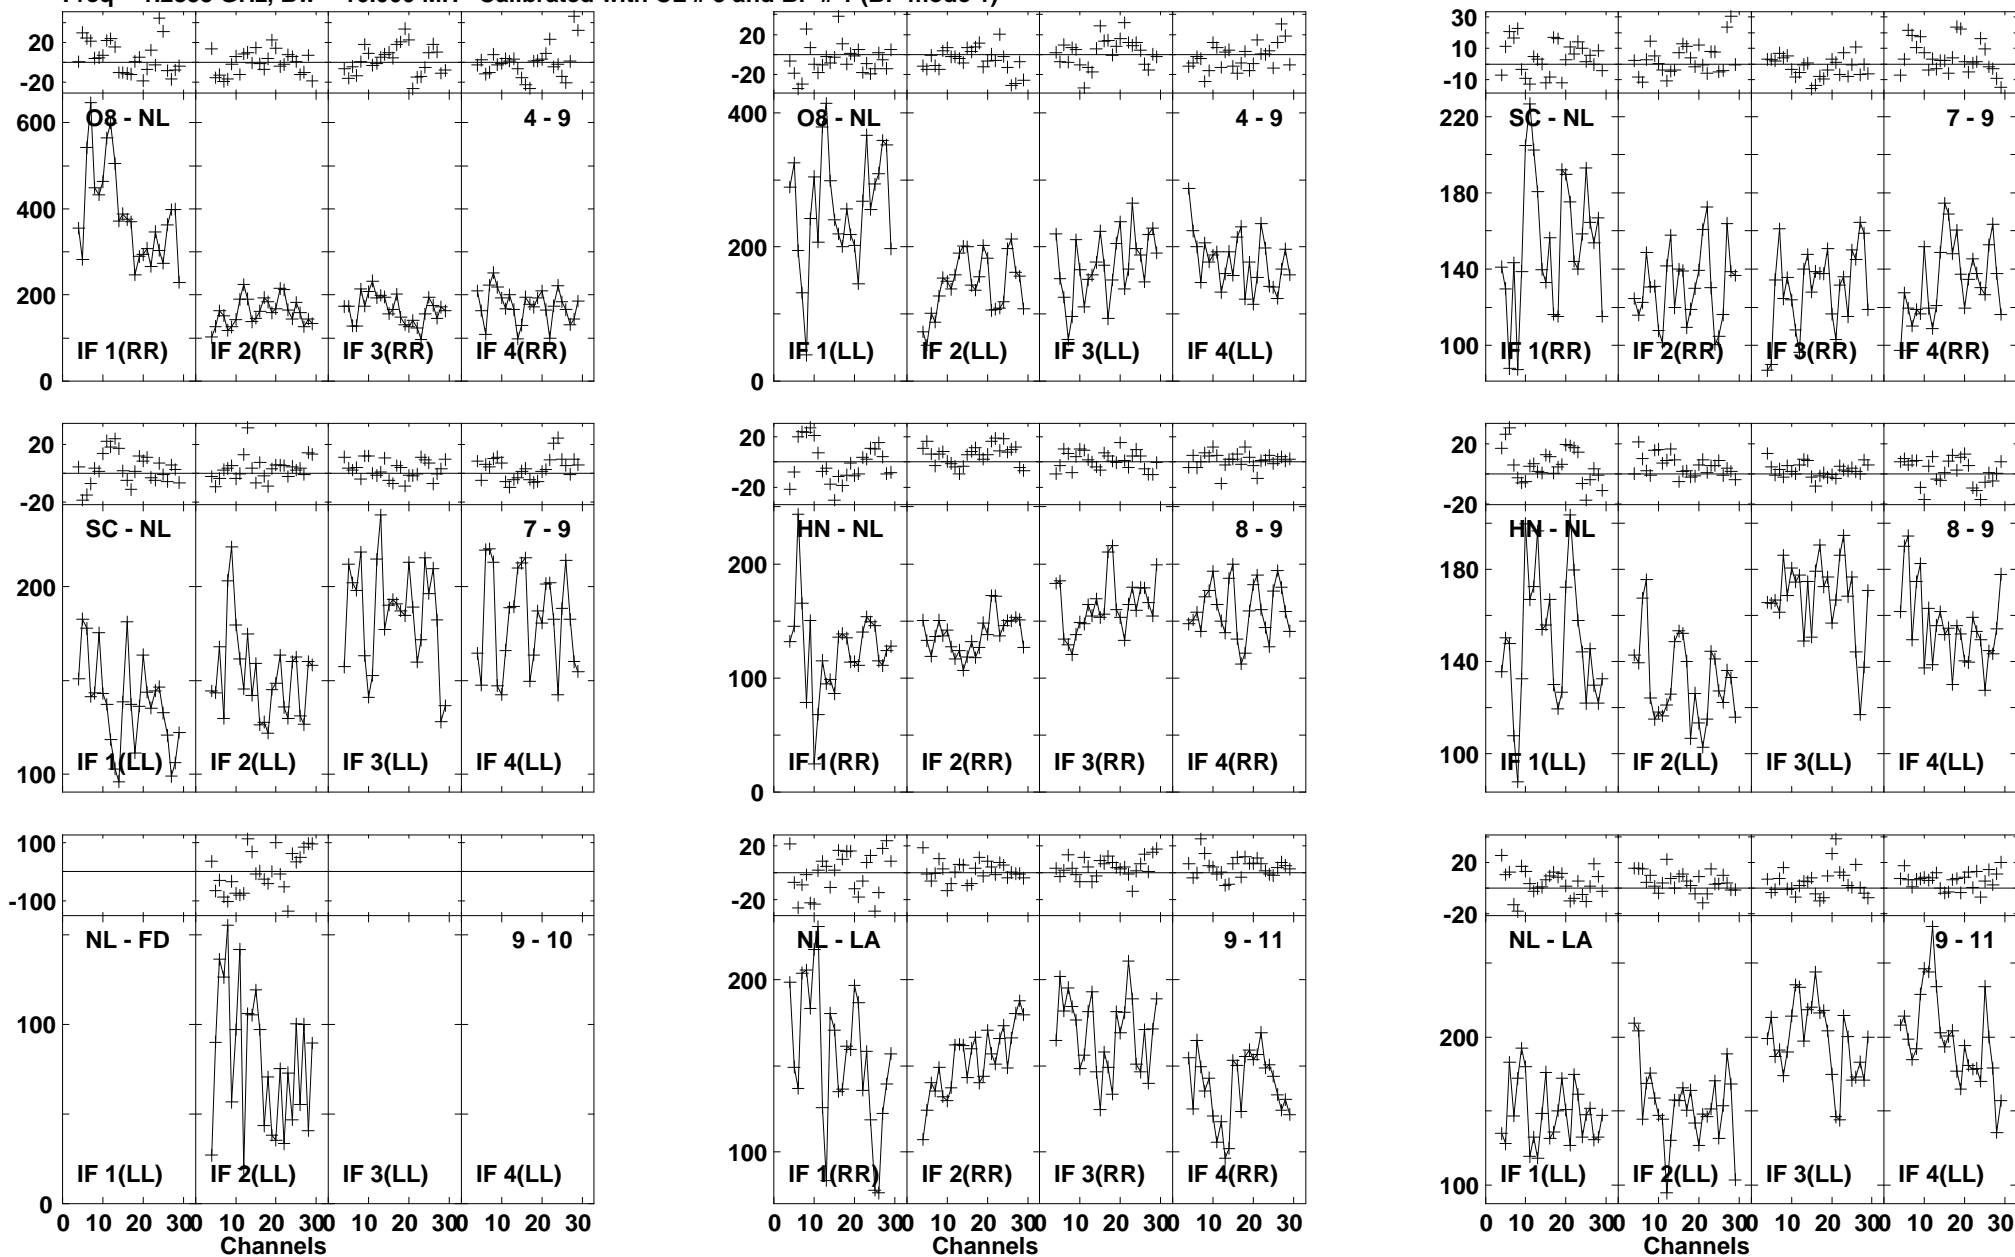 20 0 -20 20 0 -20 30 10 -10
O8 - NL 4 - 9 O8 - NL 4 - 9 SC - NL 7 - 9
600 400 200 0 400 200 0 220 180 140 100
IF 1(RR) IF 2(RR) IF 3(RR) IF 4(RR) IF 1(LL) IF 2(LL) IF 3(LL) IF 4(LL) IF 1(RR) IF 2(RR) IF 3(RR) IF 4(RR)
20 0 -20 20 0 -20 20 0 -20
SC - NL 7 - 9 HN - NL 8 - 9 HN - NL 8 - 9
200 100 200 100 0 180 140 100
IF 1(LL) IF 2(LL) IF 3(LL) IF 4(LL) IF 1(RR) IF 2(RR) IF 3(RR) IF 4(RR) IF 1(LL) IF 2(LL) IF 3(LL) IF 4(LL)
100 -100 20 0 -20 20 0 -20
NL - FD 9 - 10 NL - LA 9 - 11 NL - LA 9 - 11
100 0 200 100 200 100
IF 1(LL) IF 2(LL) IF 3(LL) IF 4(LL) IF 1(RR) IF 2(RR) IF 3(RR) IF 4(RR) IF 1(LL) IF 2(LL) IF 3(LL) IF 4(LL)
0 10 20 30 0 10 20 30 0 10 20 30 0 10 20 30 0 10 20 30 0 10 20 30 0 10 20 30 0 10 20 30 0 10 20 30 0 10 20 30 0 10 20 30 0 10 20 30
Channels Channels Channels